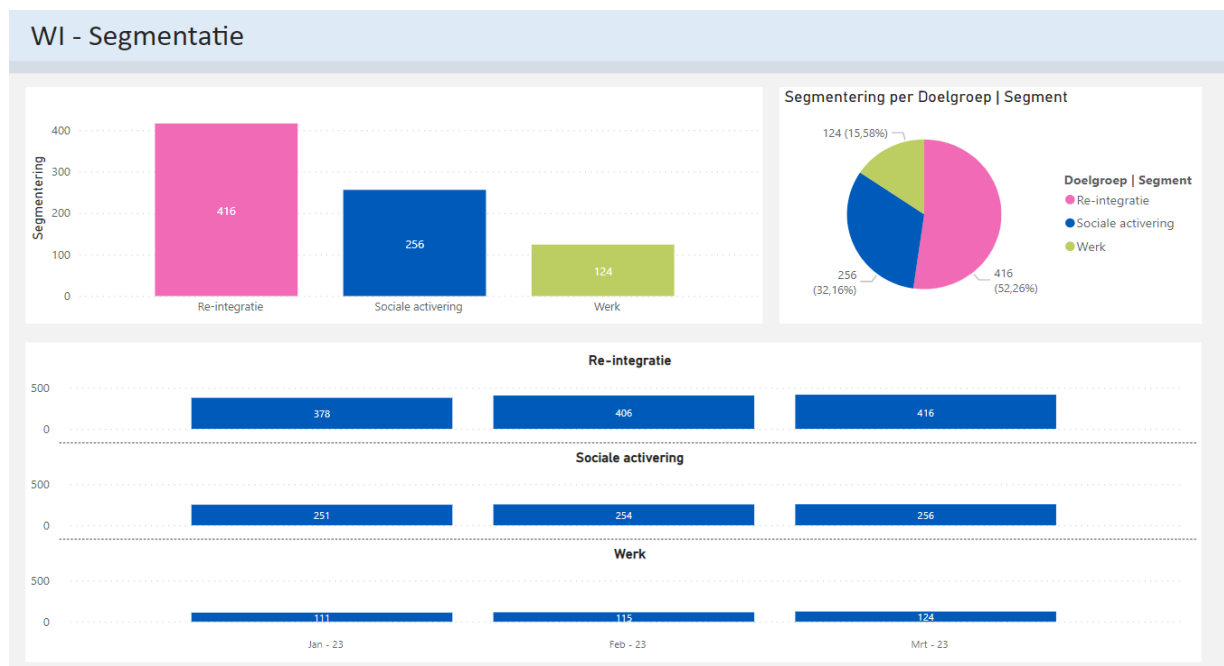 WI - Segmentatie
Segmentering
400
300
200
100
0
416
256
124
Re-integratie
Sociale activering
Werk
Segmentering per Doelgroep | Segment
124 (15,58%)
256
(32,16%)
416
(52,26%)
Doelgroep | Segment
Re-integratie
Sociale activering
Werk
Re-integratie
500
0
378
406
416
Sociale activering
500
0
251
254
256
Werk
500
0
111
115
124
Jan - 23
Feb - 23
Mrt - 23